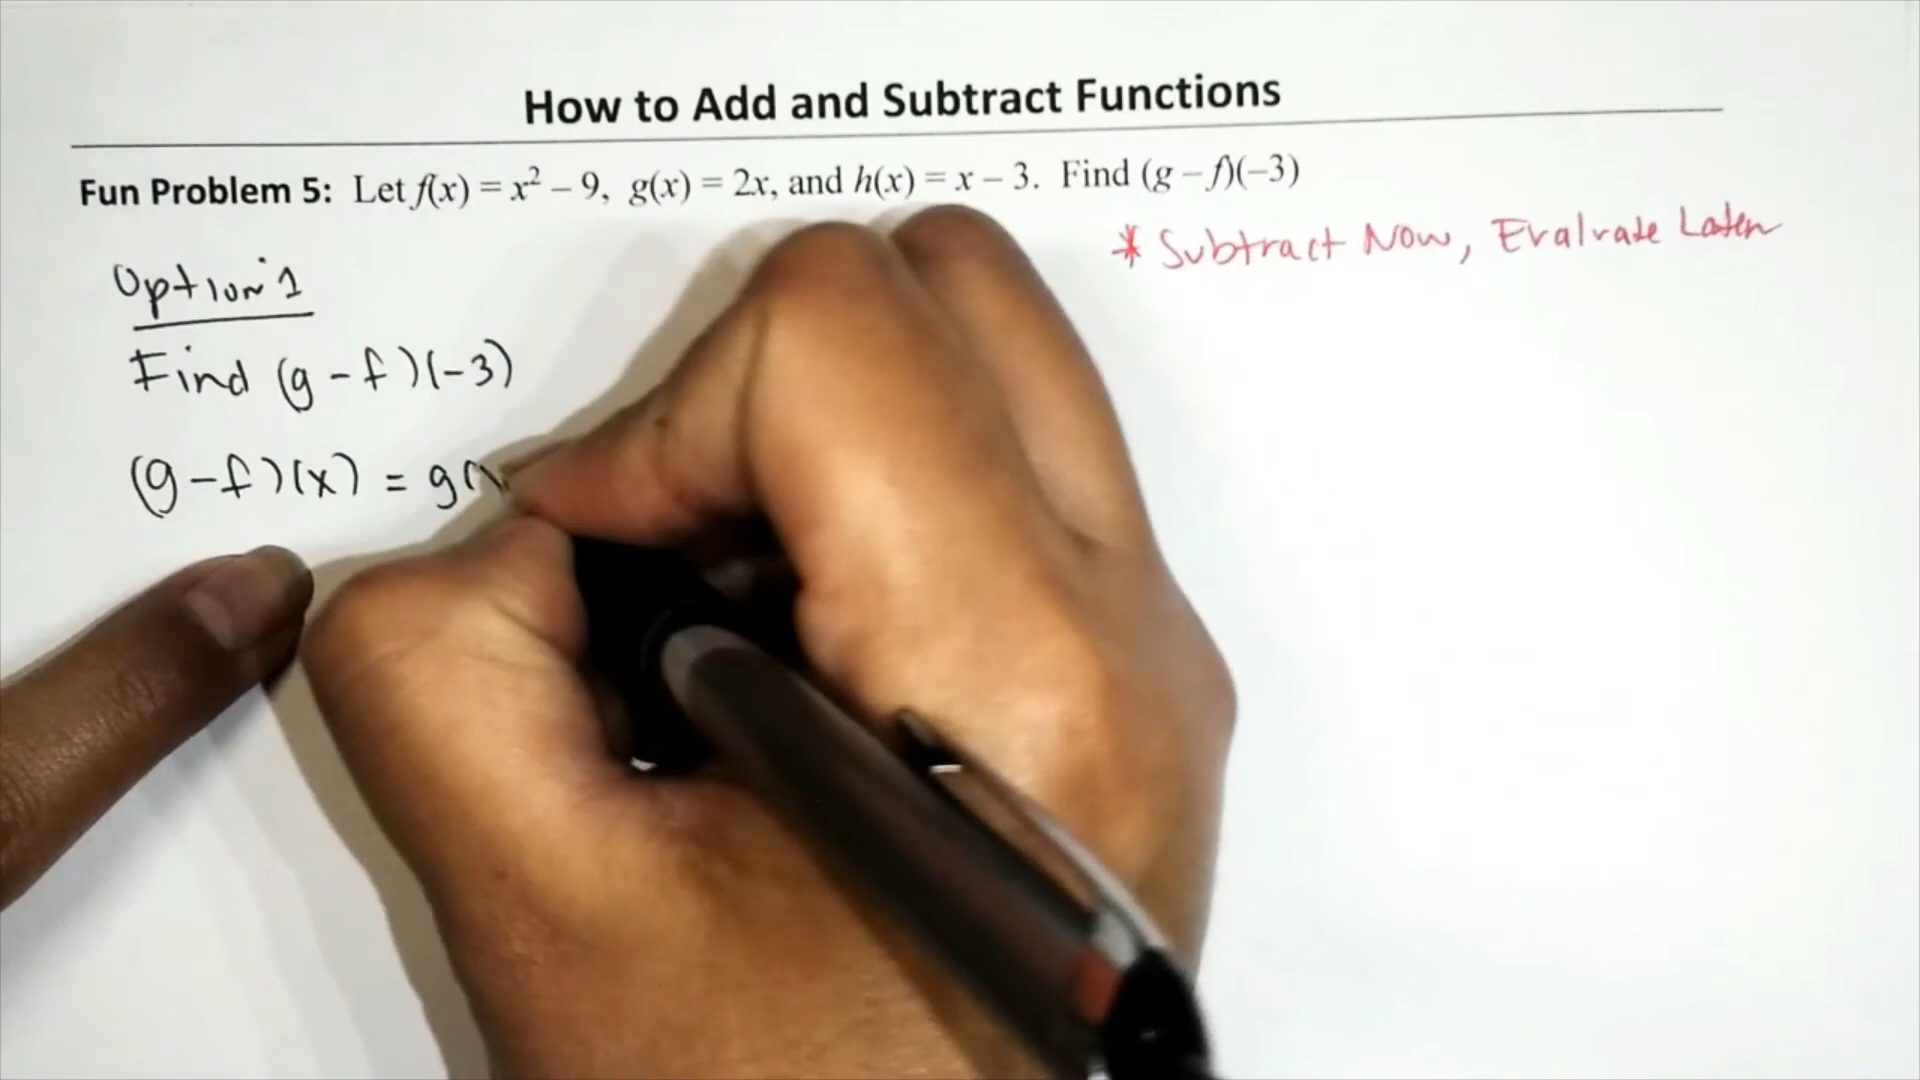 How to Add and Subtract Functions
Fun Problem 5: Let f(x) = x² – 9, g(x) = 2x, and h(x) = x – 3. Find (g – f)(–3)
* Subtract Now, Evaluate Later
Option 1
Find (g - f)(-3)
(g-f)(x) = g(